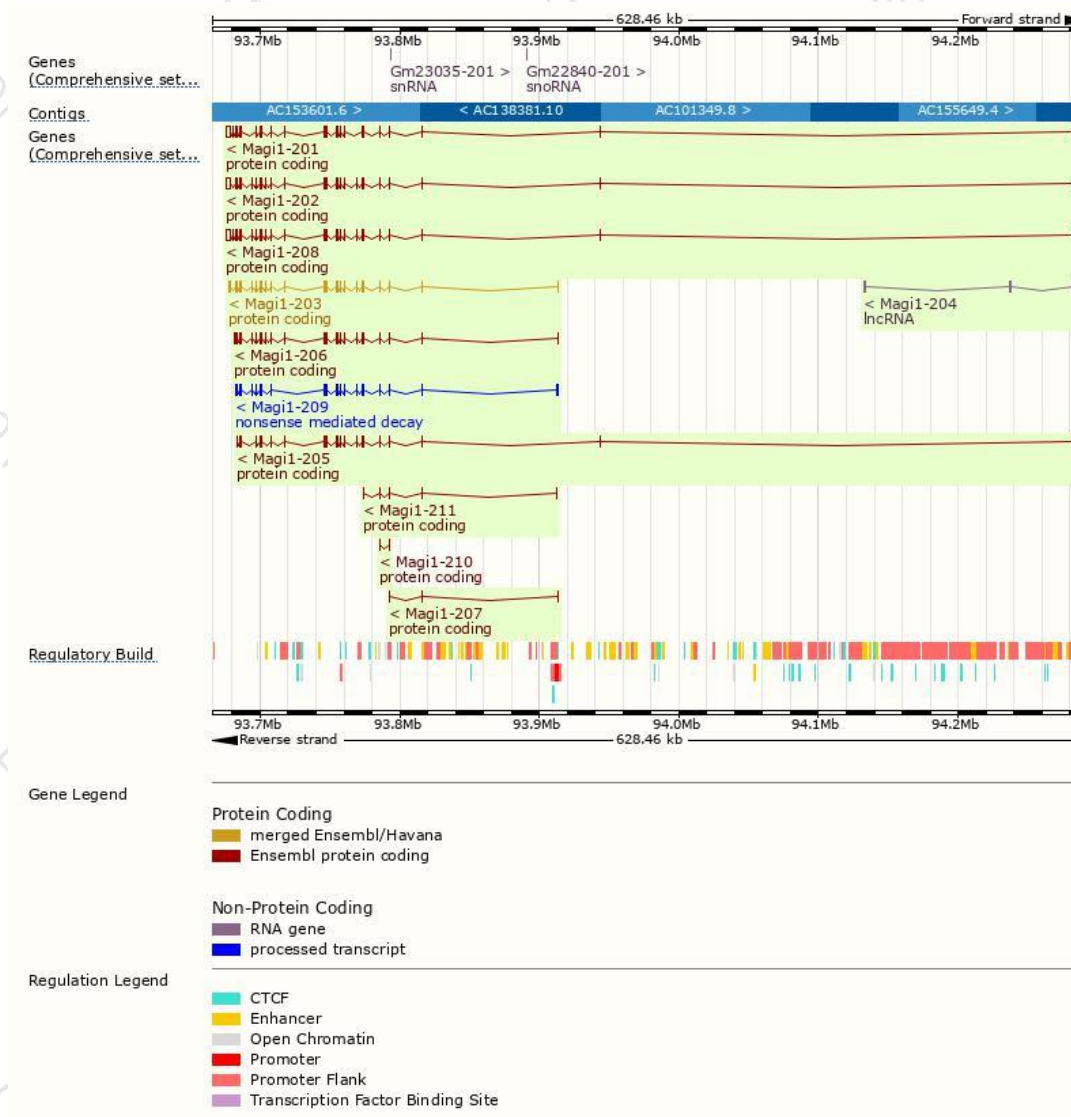 628.46 kb Forward strand
93.7Mb 93.8Mb 93.9Mb 94.0Mb 94.1Mb 94.2Mb
Genes
(Comprehensive set...
Gm23035-201 > Gm22840-201 >
snRNA snoRNA
Contigs
AC153601.6 > < AC138381.10 AC101349.8 > AC155649.4 >
Genes
(Comprehensive set...
< Magi1-201
protein coding
< Magi1-202
protein coding
< Magi1-208
protein coding
< Magi1-203 < Magi1-204
protein coding lncRNA
< Magi1-206
protein coding
< Magi1-209
nonsense mediated decay
< Magi1-205
protein coding
< Magi1-211
protein coding
< Magi1-210
protein coding
< Magi1-207
protein coding
Regulatory Build
93.7Mb 93.8Mb 93.9Mb 94.0Mb 94.1Mb 94.2Mb
Reverse strand 628.46 kb
Gene Legend
Protein Coding
merged Ensembl/Havana
Ensembl protein coding
Non-Protein Coding
RNA gene
processed transcript
Regulation Legend
CTCF
Enhancer
Open Chromatin
Promoter
Promoter Flank
Transcription Factor Binding Site